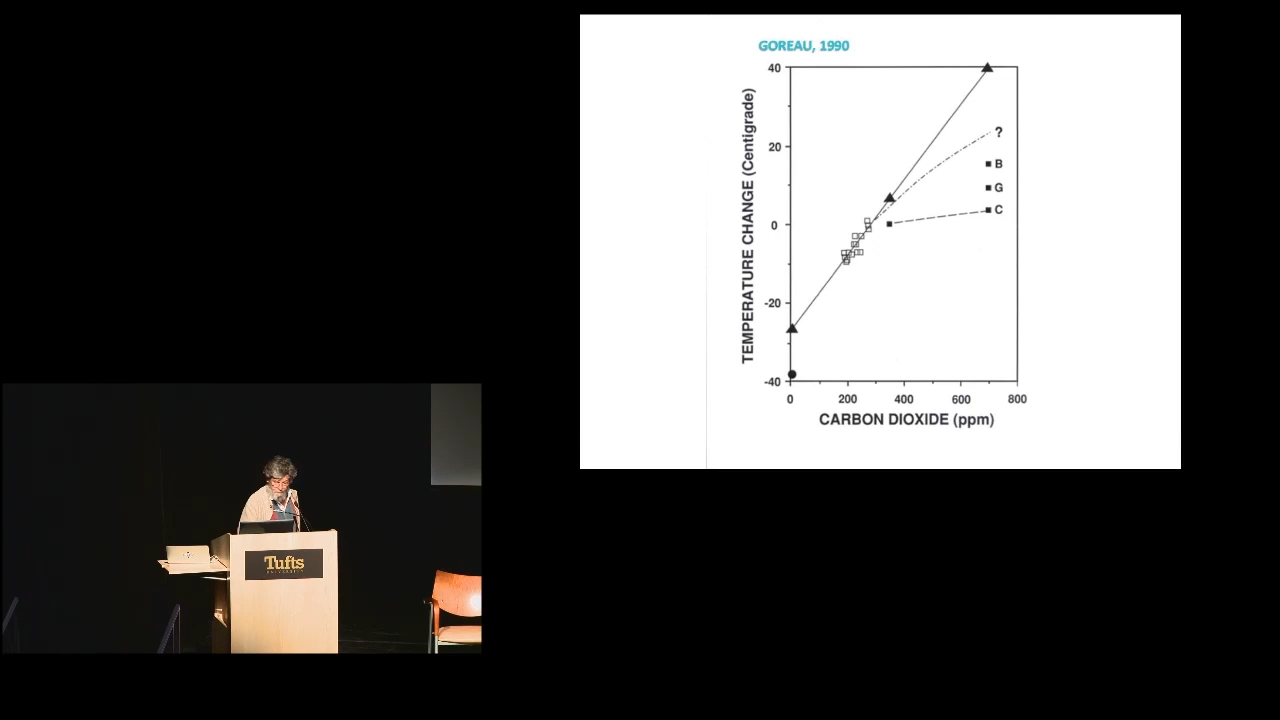 GOREAU, 1990
TEMPERATURE CHANGE (Centigrade)
40
20
0
-20
-40
?
B
G
C
0 200 400 600 800
CARBON DIOXIDE (ppm)
Tufts
UNIVERSITY